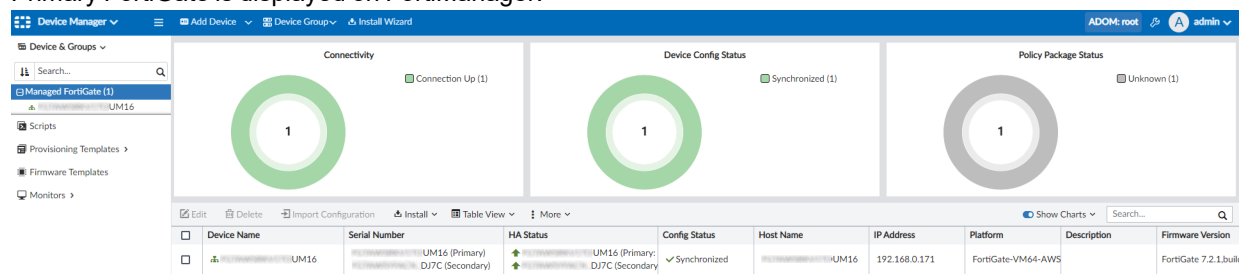 Primary FortiGate is displayed on FortiManager:
Device Manager Add Device Device Group Install Wizard ADOM: root A admin
Device & Groups
Search...
Managed FortiGate (1)
UM16
Scripts
Provisioning Templates
Firmware Templates
Monitors
Connectivity
Connection Up (1)
1
Device Config Status
Synchronized (1)
1
Policy Package Status
Unknown (1)
1
Edit Delete Import Configuration Install Table View More Show Charts Search...
Device Name Serial Number HA Status Config Status Host Name IP Address Platform Description Firmware Version
UM16 (Primary) UM16 (Primary:
UM16 Synchronized UM16 192.168.0.171 FortiGate-VM64-AWS FortiGate 7.2.1,build
DJ7C (Secondary) DJ7C (Secondary